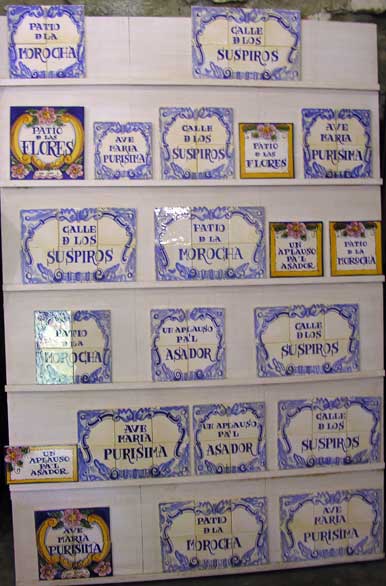 PATIO
D LA
MOROCHA
CALLE
D LOS
SUSPIROS
PATIO
D LAS
FLORES
AVE
MARIA
PURISIMA
CALLE
D LOS
SUSPIROS
PATIO
D LAS
FLORES
AVE
MARIA
PURISIMA
CALLE
D LOS
SUSPIROS
PATIO
D LA
MOROCHA
UN
APLAUSO
PA'L
ASADOR
PATIO
D LA
MOROCHA
PATIO
D LA
MOROCHA
UN APLAUSO
PA'L
ASADOR
CALLE
D LOS
SUSPIROS
UN
APLAUSO
PA'L
ASADOR
AVE
MARIA
PURISIMA
UN APLAUSO
PA'L
ASADOR
CALLE
D LOS
SUSPIROS
AVE
MARIA
PURISIMA
PATIO
D LA
MOROCHA
AVE
MARIA
PURISIMA